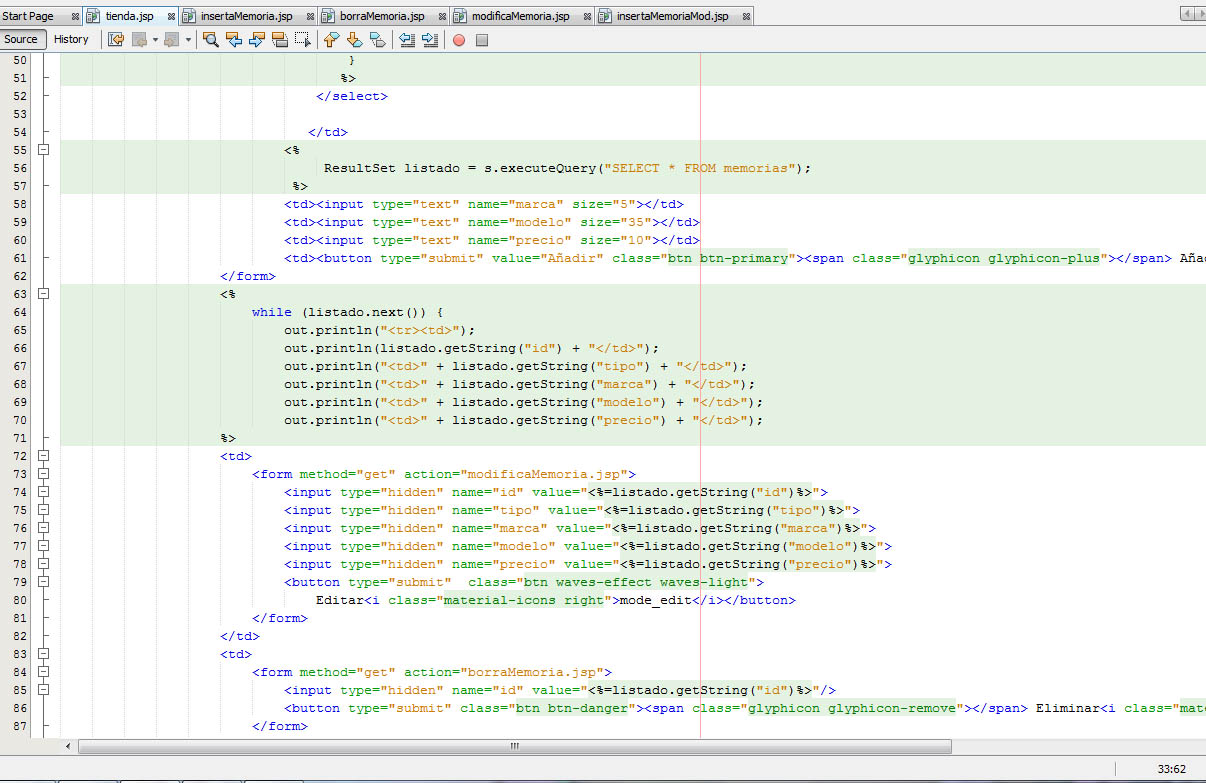 Start Page tienda.jsp insertaMemoria.jsp borraMemoria.jsp modificaMemoria.jsp insertaMemoriaMod.jsp
Source History
50 }
51 %>
52 </select>
53
54 </td>
55 <%
56 ResultSet listado = s.executeQuery("SELECT * FROM memorias");
57 %>
58 <td><input type="text" name="marca" size="5"></td>
59 <td><input type="text" name="modelo" size="35"></td>
60 <td><input type="text" name="precio" size="10"></td>
61 <td><button type="submit" value="Añadir" class="btn btn-primary"><span class="glyphicon glyphicon-plus"></span> Añad
62 </form>
63 <%
64 while (listado.next()) {
65 out.println("<tr><td>");
66 out.println(listado.getString("id") + "</td>");
67 out.println("<td>" + listado.getString("tipo") + "</td>");
68 out.println("<td>" + listado.getString("marca") + "</td>");
69 out.println("<td>" + listado.getString("modelo") + "</td>");
70 out.println("<td>" + listado.getString("precio") + "</td>");
71 %>
72 <td>
73 <form method="get" action="modificaMemoria.jsp">
74 <input type="hidden" name="id" value="<%=listado.getString("id")%>">
75 <input type="hidden" name="tipo" value="<%=listado.getString("tipo")%>">
76 <input type="hidden" name="marca" value="<%=listado.getString("marca")%>">
77 <input type="hidden" name="modelo" value="<%=listado.getString("modelo")%>">
78 <input type="hidden" name="precio" value="<%=listado.getString("precio")%>">
79 <button type="submit"  class="btn waves-effect waves-light">
80 Editar<i class="material-icons right">mode_edit</i></button>
81 </form>
82 </td>
83 <td>
84 <form method="get" action="borraMemoria.jsp">
85 <input type="hidden" name="id" value="<%=listado.getString("id")%>"/>
86 <button type="submit" class="btn btn-danger"><span class="glyphicon glyphicon-remove"></span> Eliminar<i class="mate
87 </form>
33:62